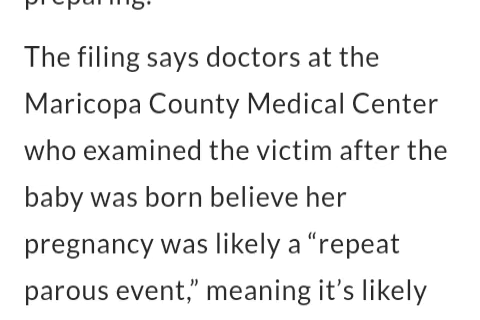 preparing.
The filing says doctors at the
Maricopa County Medical Center
who examined the victim after the
baby was born believe her
pregnancy was likely a “repeat
parous event,” meaning it’s likely